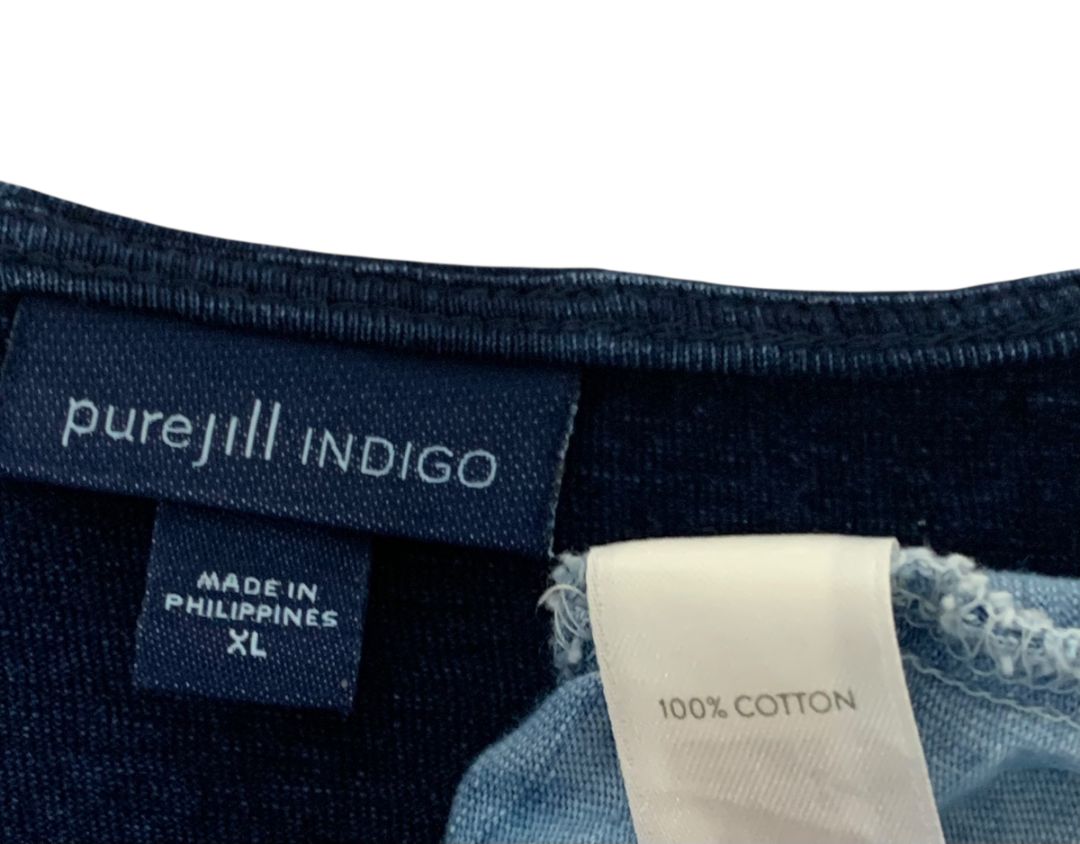 purejill INDIGO
MADE IN
PHILIPPINES
XL
100% COTTON